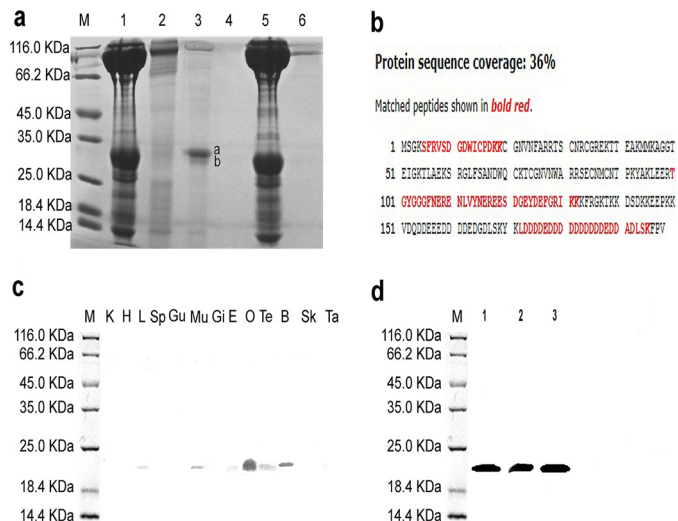 a
M 1 2 3 4 5 6
116.0 KDa
66.2 KDa
45.0 KDa
35.0 KDa
25.0 KDa
18.4 KDa
14.4 KDa
a
b
b
Protein sequence coverage: 36%
Matched peptides shown in bold red.
1 MSGKSFRVSD GDWICPDKKC GNVNFARRTS CNRCGREKTT EAKMMKAGGT
51 EIGKTLAEKS RGLFSANDWQ CKTCGNVNWA RRSECNMCNT PKYAKLEERT
101 GYGGGFNERE NLVYNEREES DGEYDEFGRI KKKFRGKTKK DSDKKEEPKK
151 VDQDDEEEDD DDEDGDLSKY KLDDDDEDDD DDDDDDDEDD ADLSKFPV
c
M K H L Sp Gu Mu Gi E O Te B Sk Ta
116.0 KDa
66.2 KDa
45.0 KDa
35.0 KDa
25.0 KDa
18.4 KDa
14.4 KDa
d
M 1 2 3
116.0 KDa
66.2 KDa
45.0 KDa
35.0 KDa
25.0 KDa
18.4 KDa
14.4 KDa